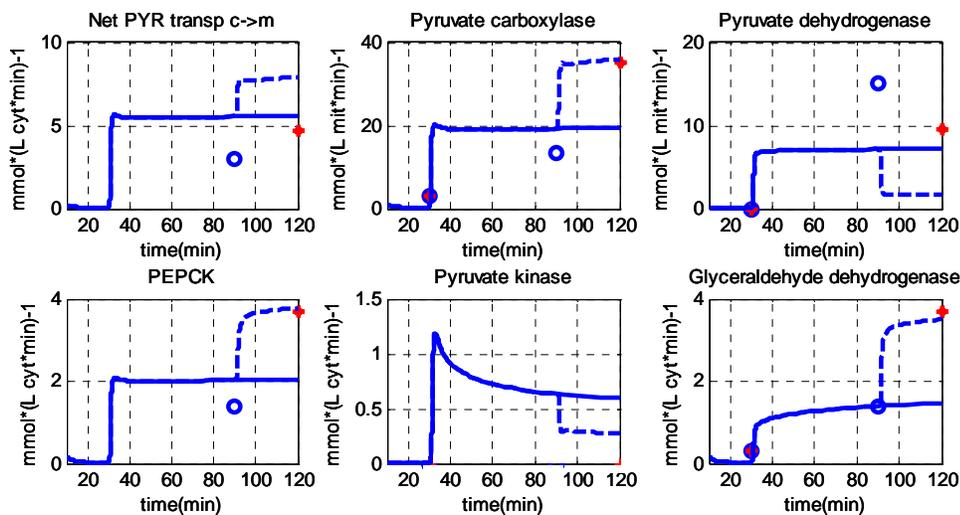 Net PYR transp c->m
mmol*(L cyt*min)-1
10
5
0
20 40 60 80 100 120
time(min)
Pyruvate carboxylase
mmol*(L mit*min)-1
40
20
0
20 40 60 80 100 120
time(min)
Pyruvate dehydrogenase
mmol*(L mit*min)-1
20
10
0
20 40 60 80 100 120
time(min)
PEPCK
mmol*(L cyt*min)-1
4
2
0
20 40 60 80 100 120
time(min)
Pyruvate kinase
mmol*(L cyt*min)-1
1.5
1
0.5
0
20 40 60 80 100 120
time(min)
Glyceraldehyde dehydrogenase
mmol*(L cyt*min)-1
4
2
0
20 40 60 80 100 120
time(min)